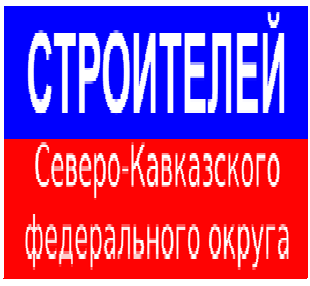 СТРОИТЕЛЕЙ
Северо-Кавказского
федерального округа